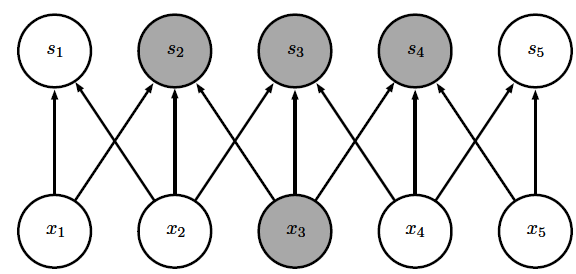 s₁ s₂ s₃ s₄ s₅
x₁ x₂ x₃ x₄ x₅